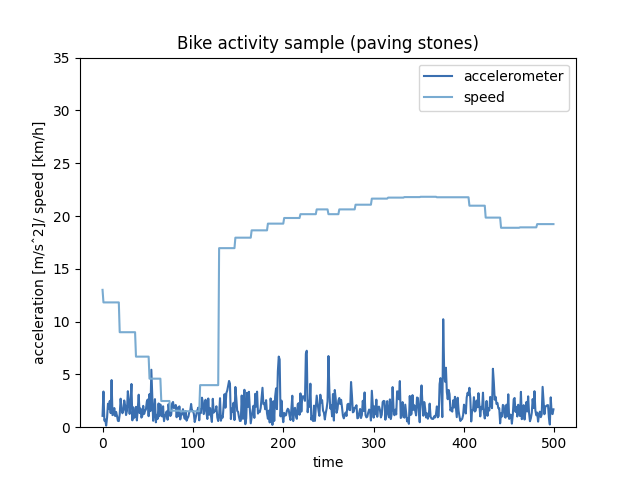 Bike activity sample (paving stones)
accelerometer
speed
acceleration [m/s^2]/ speed [km/h]
35
30
25
20
15
10
5
0
0 100 200 300 400 500
time